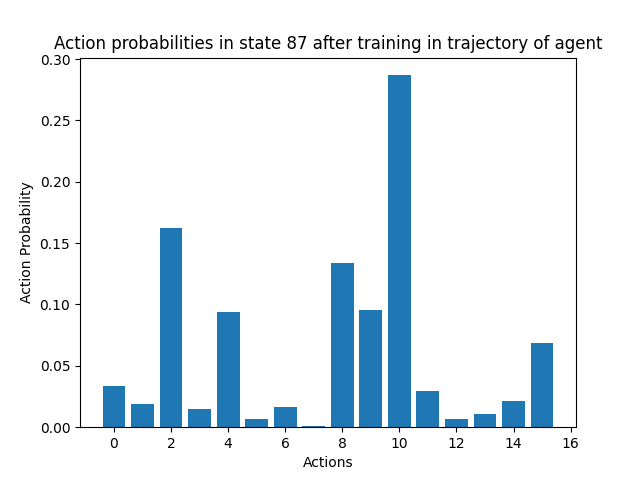 Action probabilities in state 87 after training in trajectory of agent
0.30
0.25
0.20
0.15
0.10
0.05
0.00
Action Probability
0 2 4 6 8 10 12 14 16
Actions